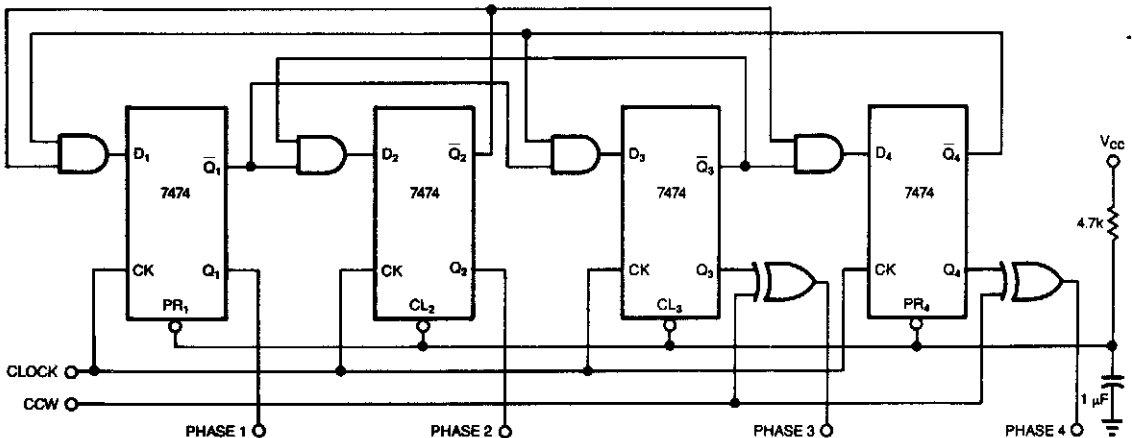 D₁
Q̅₁
7474
CK
Q₁
PR₁
D₂
Q̅₂
7474
CK
Q₂
CL₂
D₃
Q̅₃
7474
CK
Q₃
CL₃
D₄
Q̅₄
7474
CK
Q₄
PR₄
VCC
4.7k
1 µF
CLOCK
CCW
PHASE 1
PHASE 2
PHASE 3
PHASE 4